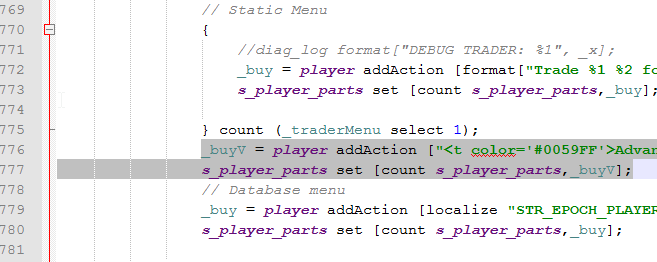 769 // Static Menu
770 {
771 //diag_log format["DEBUG TRADER: %1", _x];
772 _buy = player addAction [format["Trade %1 %2 fo
773 s_player_parts set [count s_player_parts,_buy];
774
775 } count (_traderMenu select 1);
776 _buyV = player addAction ["<t color='#0059FF'>Advan
777 s_player_parts set [count s_player_parts,_buyV];
778 // Database menu
779 _buy = player addAction [localize "STR_EPOCH_PLAYER
780 s_player_parts set [count s_player_parts,_buy];
781